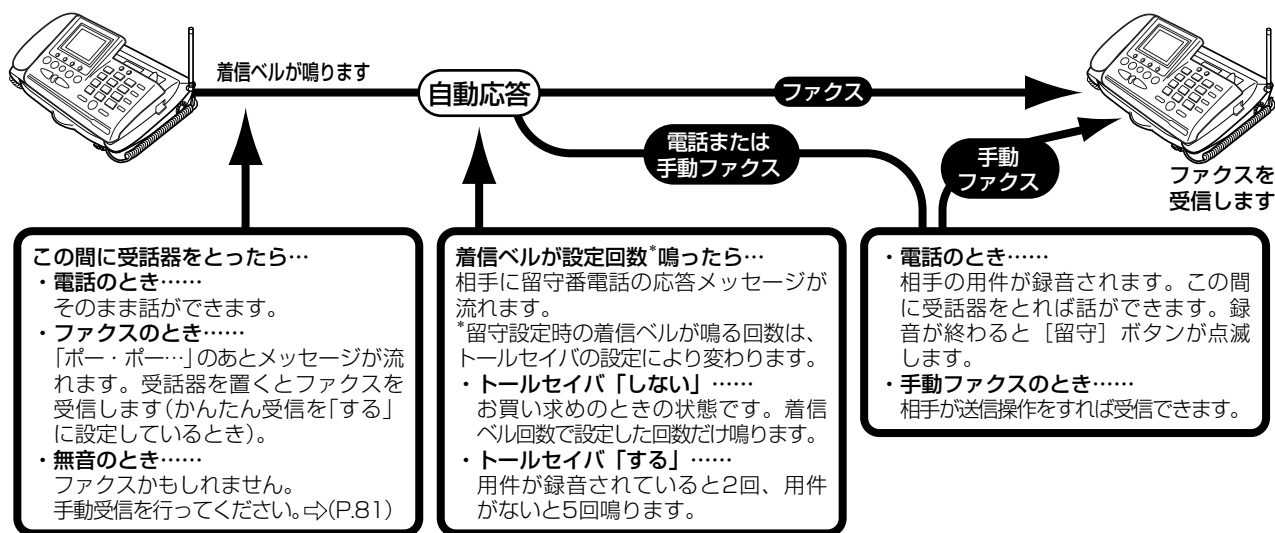 着信ベルが鳴ります
自動応答
ファクス
電話または
手動ファクス
手動
ファクス
ファクスを
受信します
この間に受話器をとったら…
・電話のとき……
そのまま話ができます。
・ファクスのとき……
「ポー・ポー…」のあとメッセージが流
れます。受話器を置くとファクスを
受信します(かんたん受信を「する」
に設定しているとき)。
・無音のとき……
ファクスかもしれません。
手動受信を行ってください。⇨(P.81)
着信ベルが設定回数*鳴ったら…
相手に留守番電話の応答メッセージが
流れます。
*留守設定時の着信ベルが鳴る回数は、
トールセイバの設定により変わります。
・トールセイバ「しない」……
お買い求めのときの状態です。着信
ベル回数で設定した回数だけ鳴ります。
・トールセイバ「する」……
用件が録音されていると2回、用件
がないと5回鳴ります。
・電話のとき……
相手の用件が録音されます。この間
に受話器をとれば話ができます。録
音が終わると[留守]ボタンが点滅
します。
・手動ファクスのとき……
相手が送信操作をすれば受信できます。